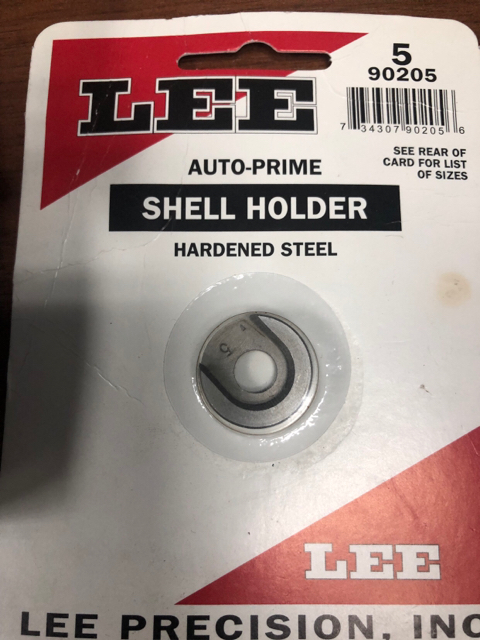 LEE
5
90205
7 34307 90205 6
SEE REAR OF
CARD FOR LIST
OF SIZES
AUTO-PRIME
SHELL HOLDER
HARDENED STEEL
5
LEE
LEE PRECISION, INC